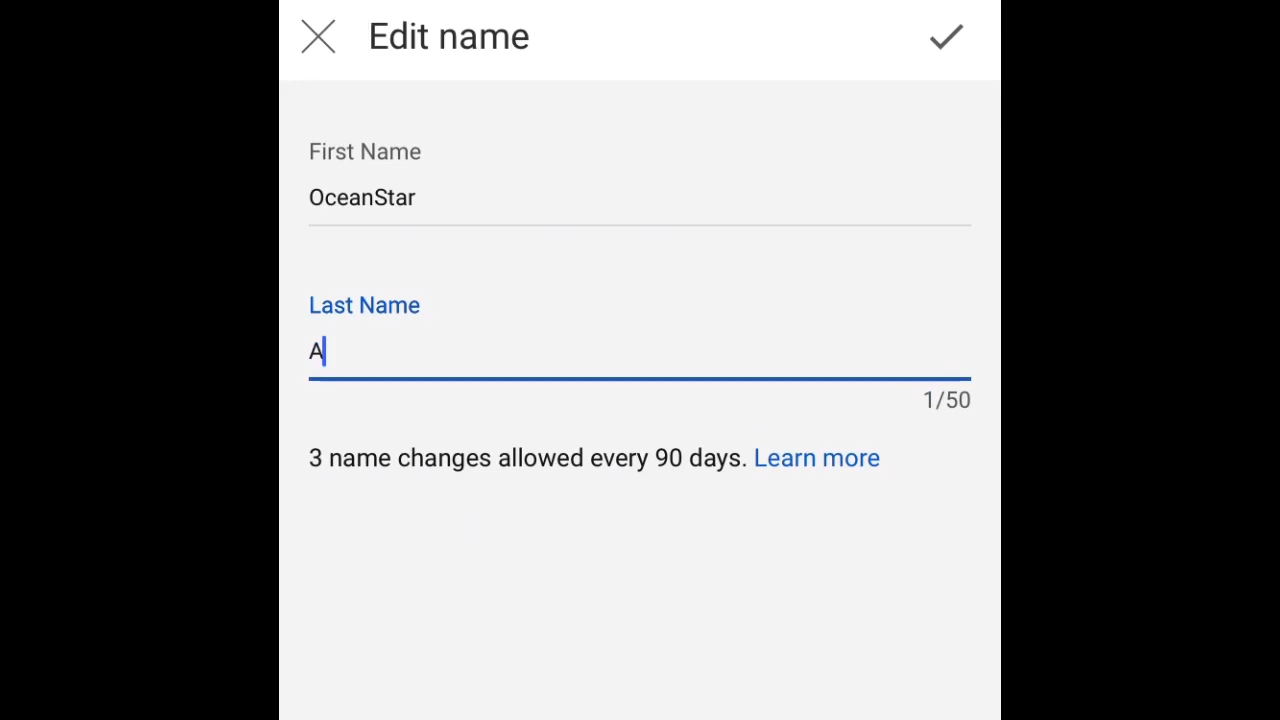 Edit name
First Name
OceanStar
Last Name
A
1/50
3 name changes allowed every 90 days. Learn more